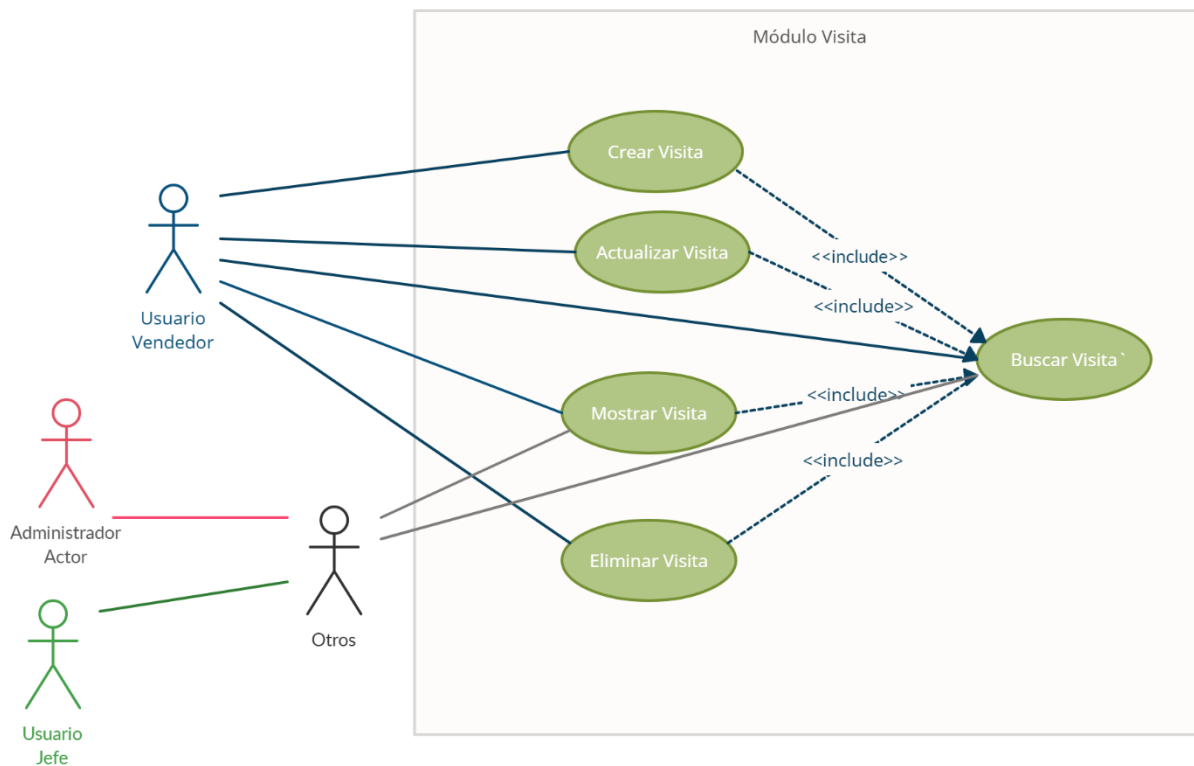 Módulo Visita
Crear Visita
Actualizar Visita
<<include>>
<<include>>
Usuario
Vendedor
Buscar Visita`
Mostrar Visita
<<include>>
<<include>>
Administrador
Actor
Eliminar Visita
Otros
Usuario
Jefe